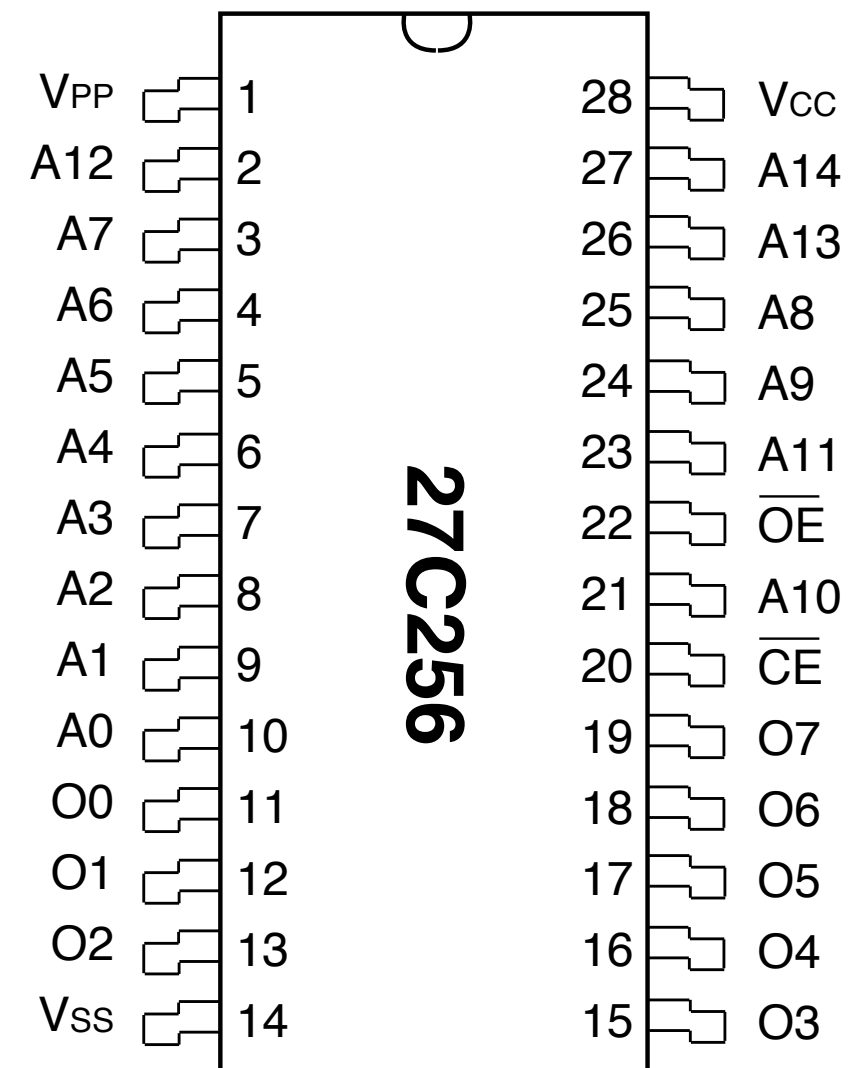 VPP 1 28 VCC
A12 2 27 A14
A7 3 26 A13
A6 4 25 A8
A5 5 24 A9
A4 6 23 A11
A3 7 22 O̅E̅
A2 8 21 A10
A1 9 20 C̅E̅
A0 10 19 O7
O0 11 18 O6
O1 12 17 O5
O2 13 16 O4
VSS 14 15 O3
27C256